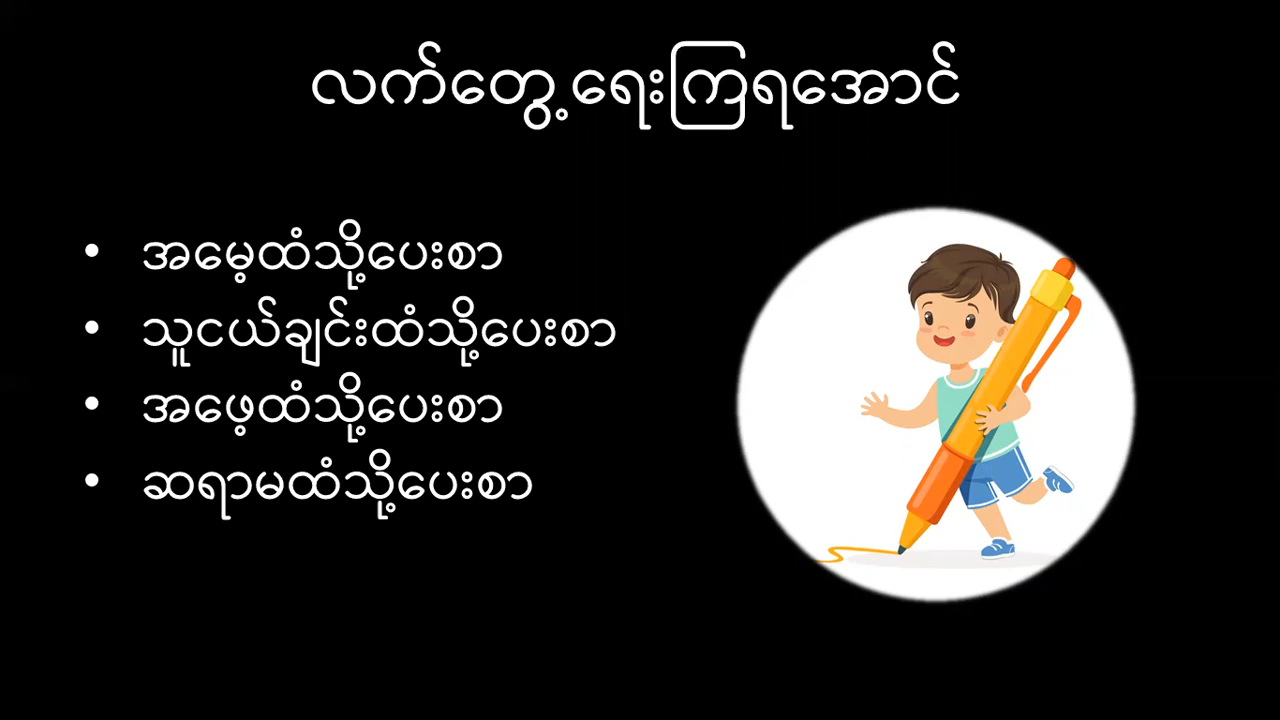 လက်တွေ့ရေးကြရအောင်
• အမေ့ထံသို့ပေးစာ
• သူငယ်ချင်းထံသို့ပေးစာ
• အဖေ့ထံသို့ပေးစာ
• ဆရာမထံသို့ပေးစာ